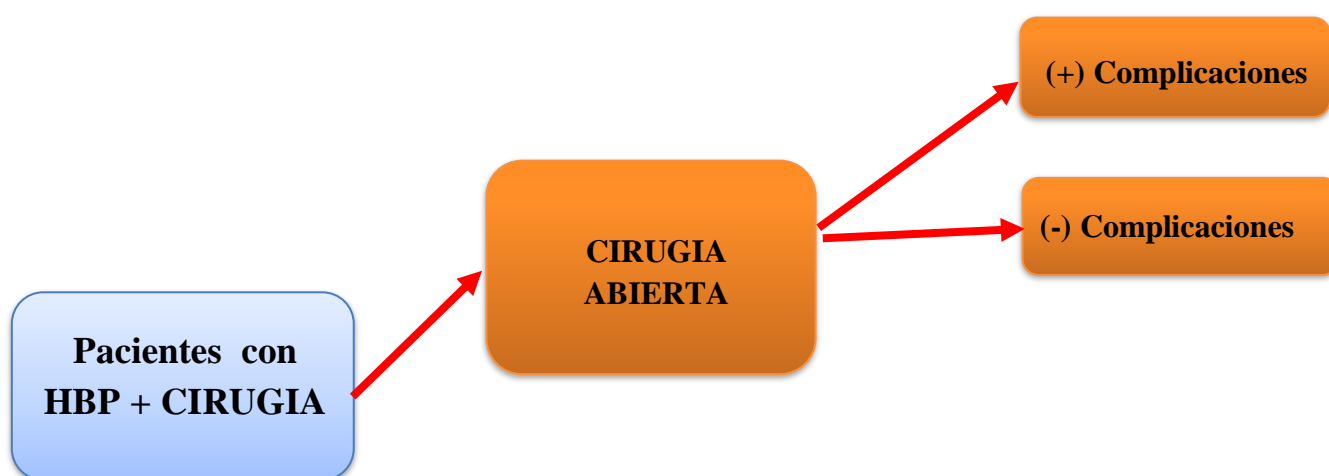 (+) Complicaciones
(-) Complicaciones
CIRUGIA
ABIERTA
Pacientes con
HBP + CIRUGIA